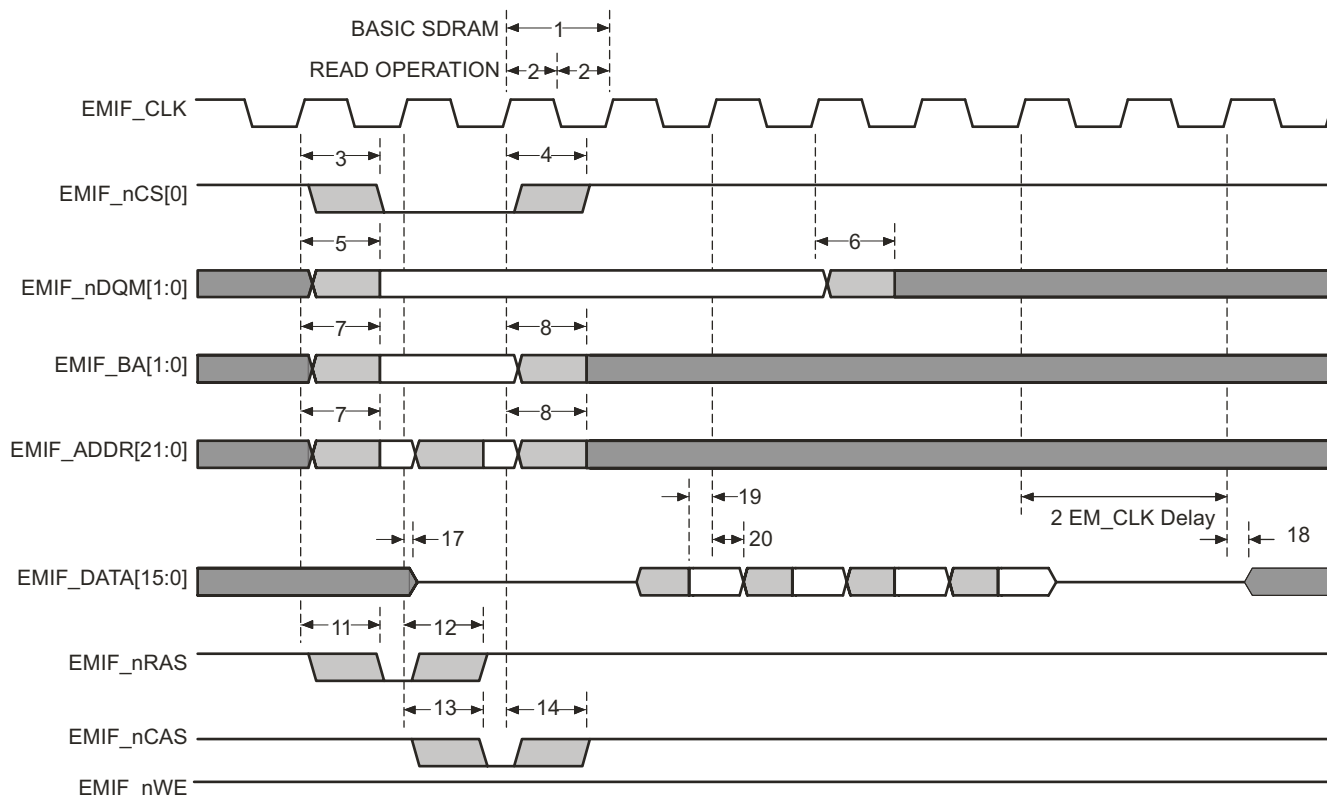 BASIC SDRAM 1
READ OPERATION 2 2
EMIF_CLK
3 4
EMIF_nCS[0]
5 6
EMIF_nDQM[1:0]
7 8
EMIF_BA[1:0]
7 8
EMIF_ADDR[21:0]
19
2 EM_CLK Delay
17 20 18
EMIF_DATA[15:0]
11 12
EMIF_nRAS
13 14
EMIF_nCAS
EMIF_nWE